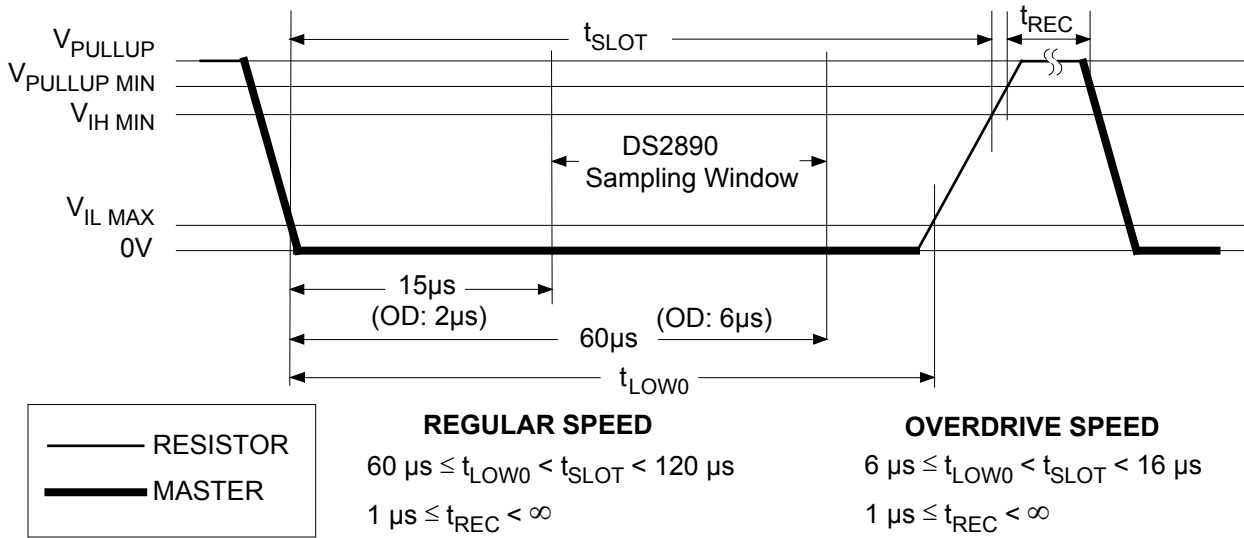 t_SLOT
t_REC
V_PULLUP
V_PULLUP MIN
V_IH MIN
DS2890
Sampling Window
V_IL MAX
0V
15µs
(OD: 2µs)
(OD: 6µs)
60µs
t_LOW0
RESISTOR
MASTER
REGULAR SPEED
60 µs ≤ t_LOW0 < t_SLOT < 120 µs
1 µs ≤ t_REC < ∞
OVERDRIVE SPEED
6 µs ≤ t_LOW0 < t_SLOT < 16 µs
1 µs ≤ t_REC < ∞